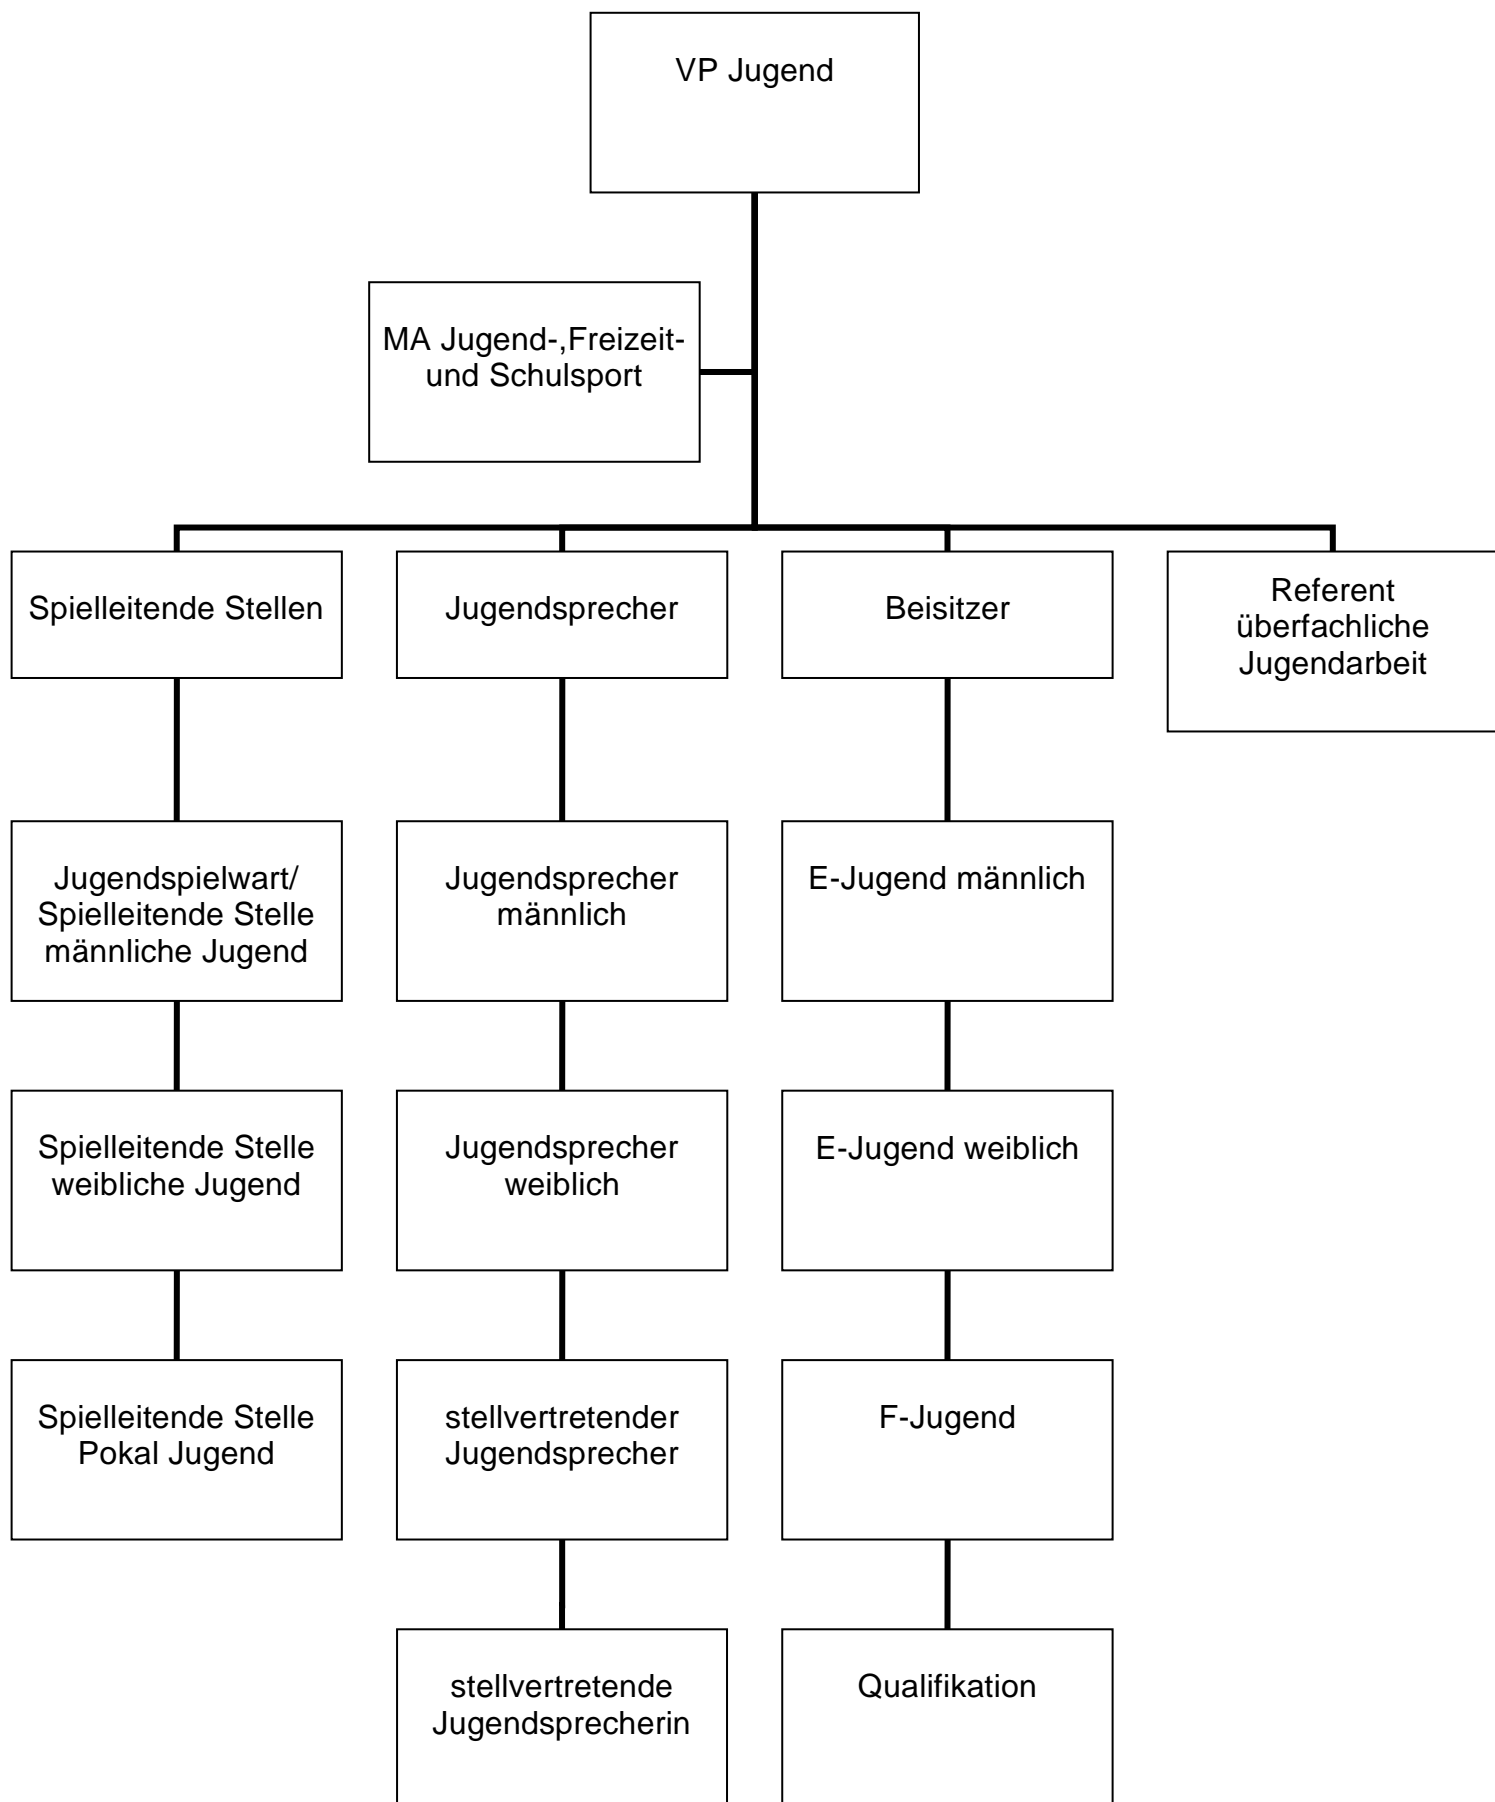 VP Jugend
MA Jugend-,Freizeit-
und Schulsport
Spielleitende Stellen
Jugendsprecher
Beisitzer
Referent
überfachliche
Jugendarbeit
Jugendspielwart/
Spielleitende Stelle
männliche Jugend
Jugendsprecher
männlich
E-Jugend männlich
Spielleitende Stelle
weibliche Jugend
Jugendsprecher
weiblich
E-Jugend weiblich
Spielleitende Stelle
Pokal Jugend
stellvertretender
Jugendsprecher
F-Jugend
stellvertretende
Jugendsprecherin
Qualifikation